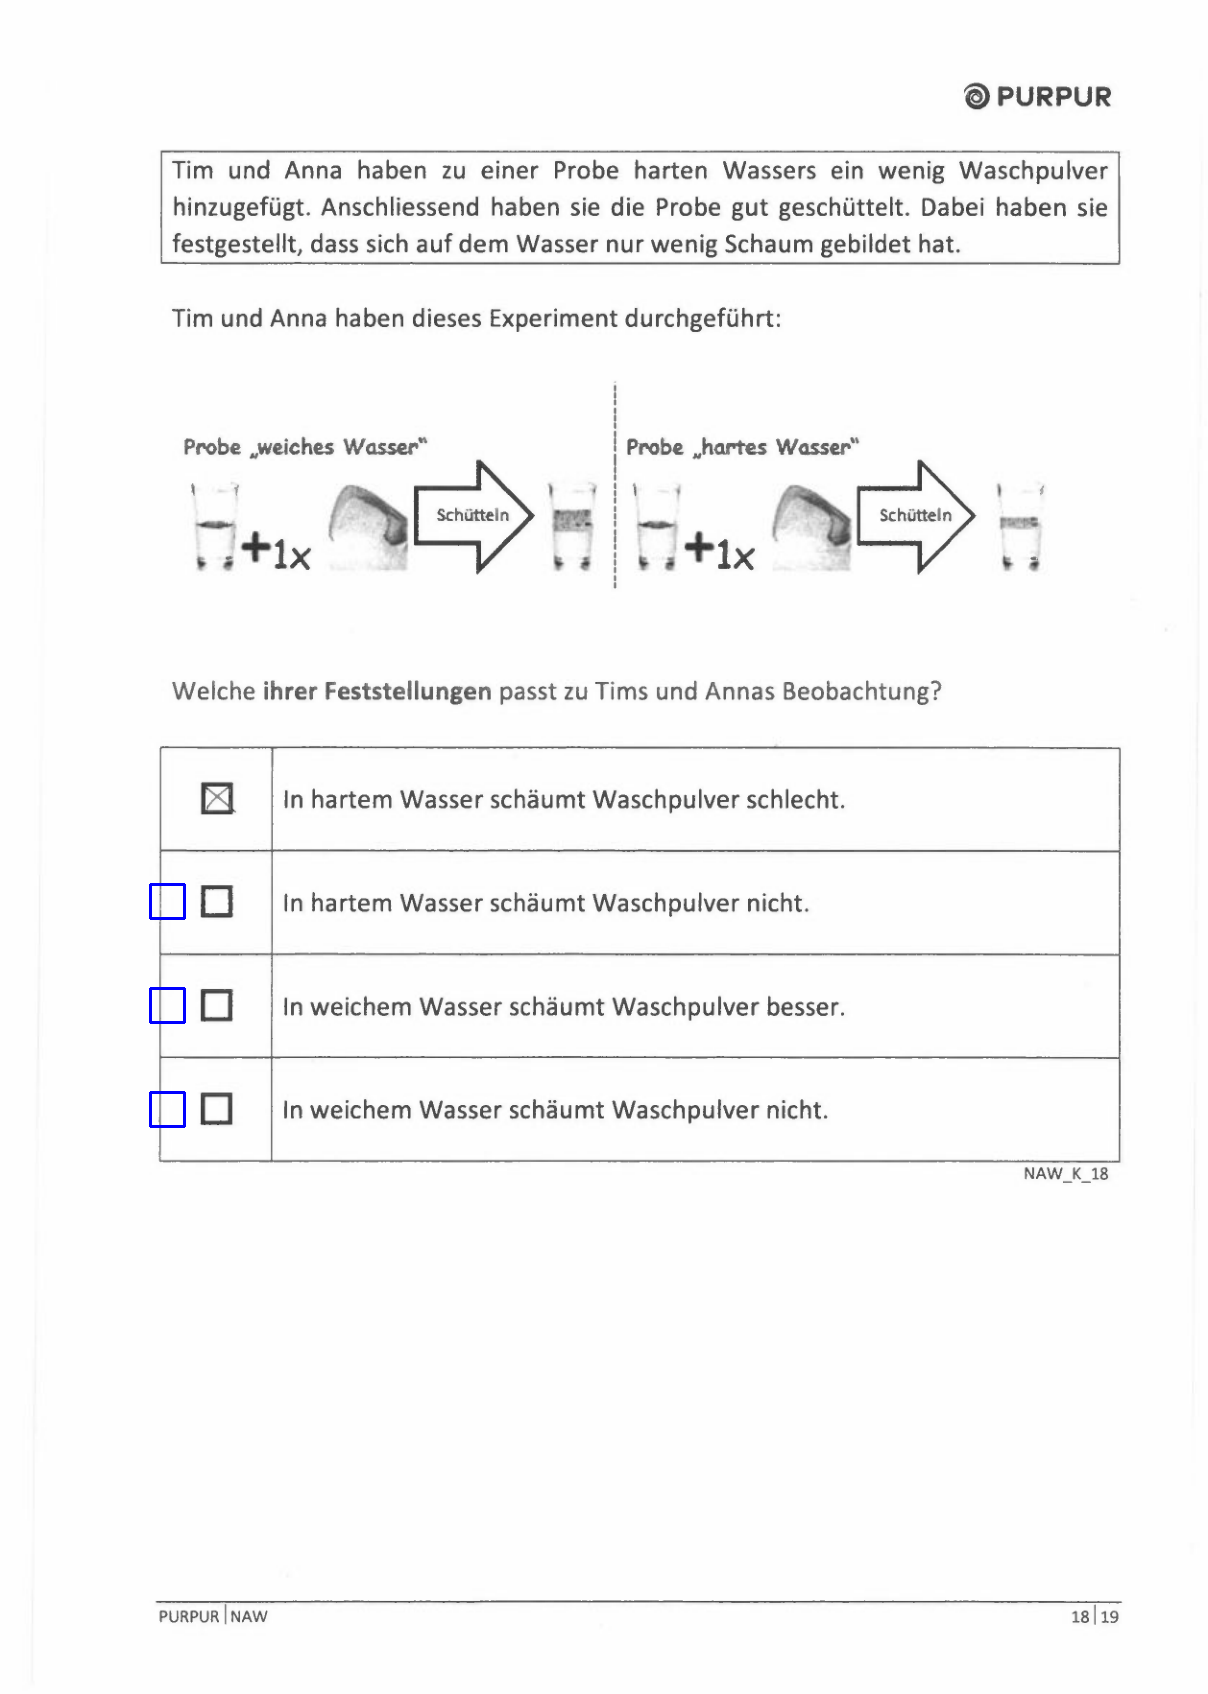 PURPUR
Tim und Anna haben zu einer Probe harten Wassers ein wenig Waschpulver
hinzugefügt. Anschliessend haben sie die Probe gut geschüttelt. Dabei haben sie
festgestellt, dass sich auf dem Wasser nur wenig Schaum gebildet hat.
Tim und Anna haben dieses Experiment durchgeführt:
Probe „weiches Wasser“
+1x
Schütteln
Probe „hartes Wasser“
+1x
Schütteln
Welche ihrer Feststellungen passt zu Tims und Annas Beobachtung?
In hartem Wasser schäumt Waschpulver schlecht.
In hartem Wasser schäumt Waschpulver nicht.
In weichem Wasser schäumt Waschpulver besser.
In weichem Wasser schäumt Waschpulver nicht.
NAW_K_18
PURPUR|NAW
18|19